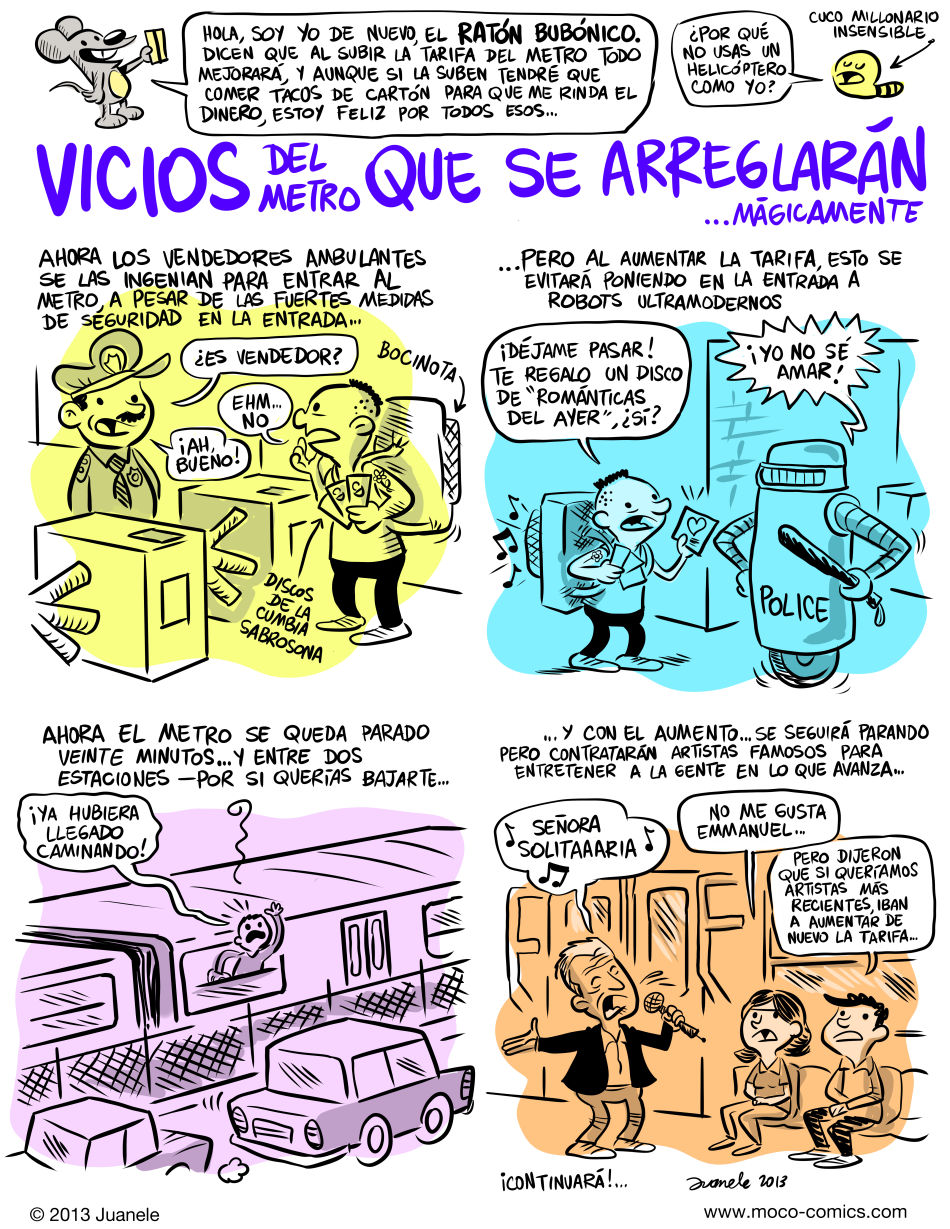 HOLA, SOY YO DE NUEVO, EL RATÓN BUBÓNICO.
DICEN QUE AL SUBIR LA TARIFA DEL METRO TODO
MEJORARÁ, Y AUNQUE SI LA SUBEN TENDRÉ QUE
COMER TACOS DE CARTÓN PARA QUE ME RINDA EL
DINERO, ESTOY FELIZ POR TODOS ESOS...
¿POR QUÉ
NO USAS UN
HELICÓPTERO
COMO YO?
CUCO MILLONARIO
INSENSIBLE
VICIOS DEL
METRO QUE SE ARREGLARÁN
...MÁGICAMENTE
AHORA LOS VENDEDORES AMBULANTES
SE LAS INGENIAN PARA ENTRAR AL
METRO, A PESAR DE LAS FUERTES MEDIDAS
DE SEGURIDAD EN LA ENTRADA...
¿ES VENDEDOR?
EHM...
NO
¡AH,
BUENO!
BOCINOTA
DISCOS
DE LA
CUMBIA
SABROSONA
...PERO AL AUMENTAR LA TARIFA, ESTO SE
EVITARÁ PONIENDO EN LA ENTRADA A
ROBOTS ULTRAMODERNOS
¡DÉJAME PASAR!
TE REGALO UN DISCO
DE "ROMÁNTICAS
DEL AYER", ¿SÍ?
¡YO NO SÉ
AMAR!
POLICE
AHORA EL METRO SE QUEDA PARADO
VEINTE MINUTOS...Y ENTRE DOS
ESTACIONES —POR SI QUERÍAS BAJARTE...
¡YA HUBIERA
LLEGADO
CAMINANDO!
...Y CON EL AUMENTO...SE SEGUIRÁ PARANDO
PERO CONTRATARÁN ARTISTAS FAMOSOS PARA
ENTRETENER A LA GENTE EN LO QUE AVANZA...
SEÑORA
SOLITAAARIA
NO ME GUSTA
EMMANUEL...
PERO DIJERON
QUE SI QUERÍAMOS
ARTISTAS MÁS
RECIENTES, IBAN
A AUMENTAR DE
NUEVO LA TARIFA...
¡CONTINUARÁ!...
Juanele 2013
© 2013 Juanele
www.moco-comics.com